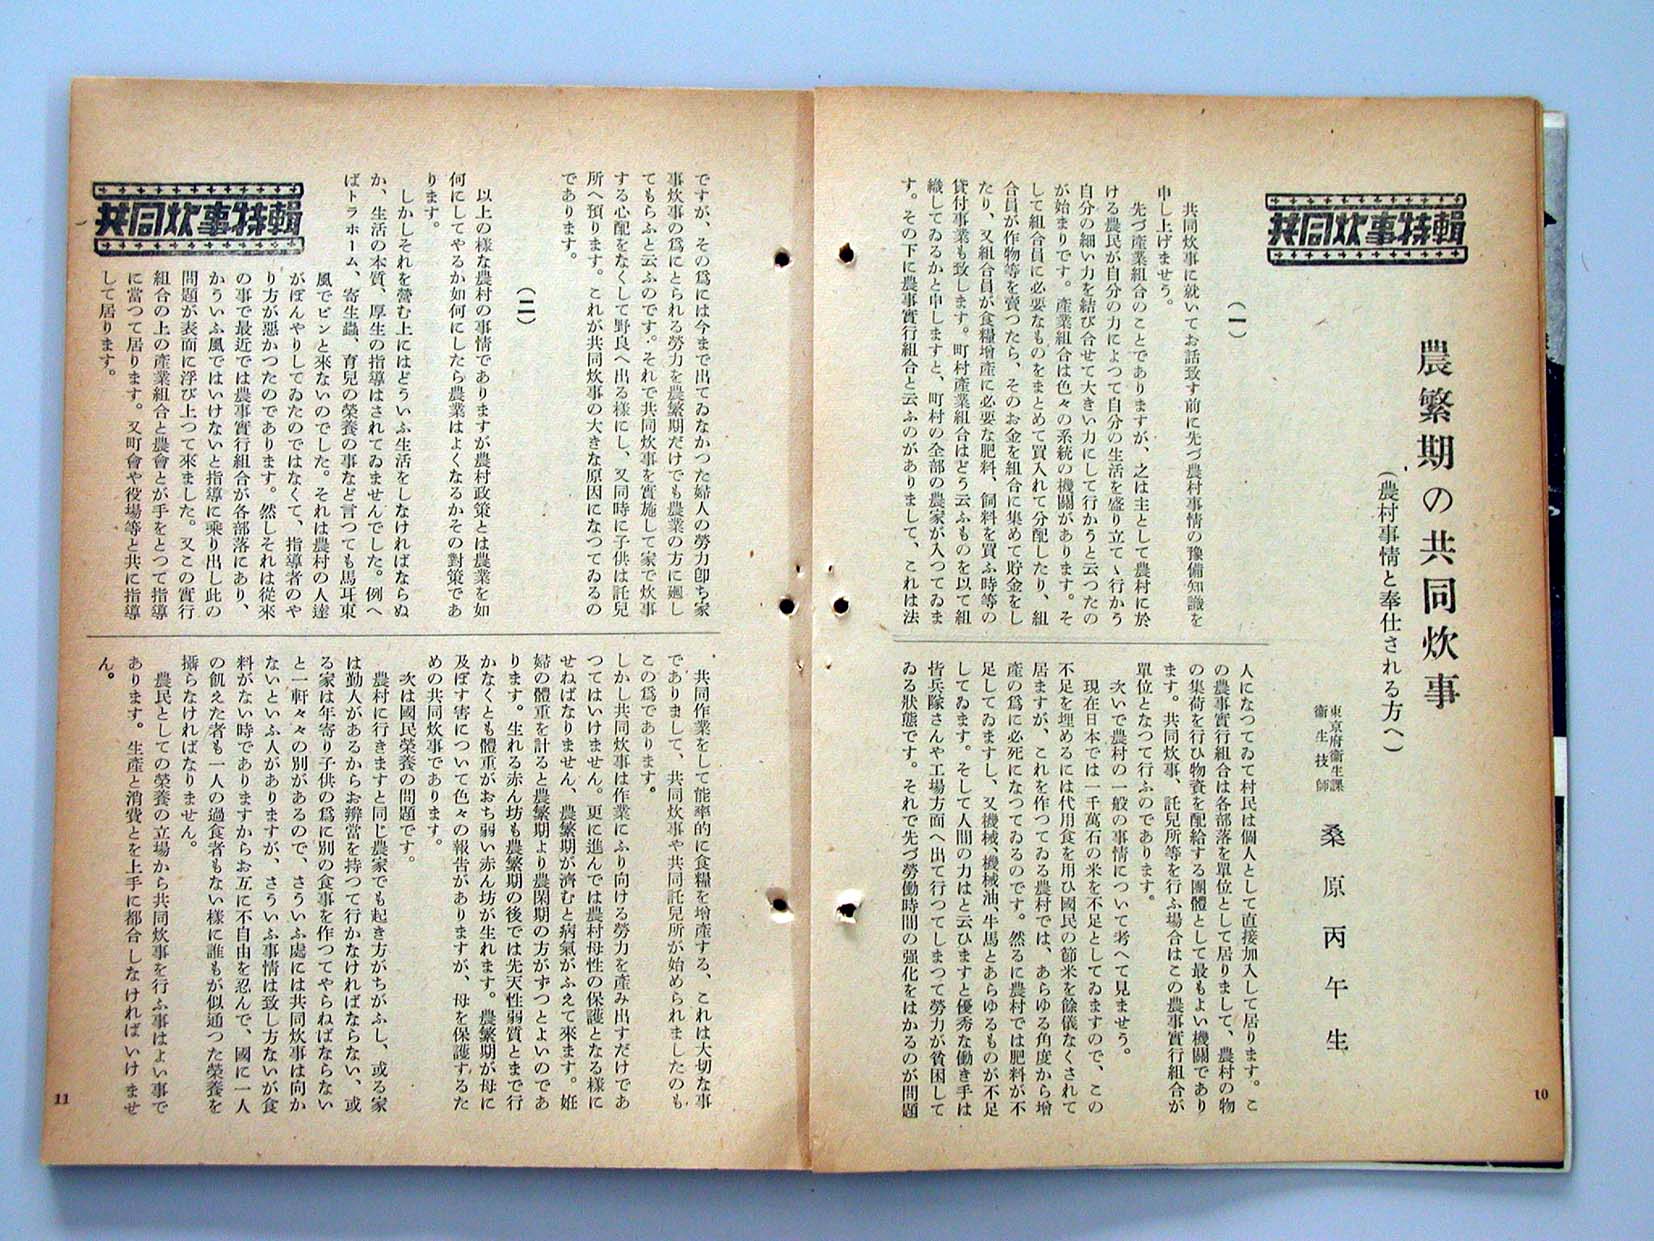 共同炊事特輯
農繁期の共同炊事
(農村事情と奉仕される方へ)
東京府衛生課
衛生技師
桑原丙午生
(一)
共同炊事に就いてお話致す前に先づ農村事情の豫備知識を
申し上げませう。
先づ產業組合のことでありますが、之は主として農村に於
ける農民が自分の力によつて自分の生活を盛り立てゝ行かう
自分の細い力を結び合せて大きい力にして行かうと云つたの
が始まりです。產業組合は色々の系統の機關があります。そ
して組合員に必要なものをまとめて買入れて分配したり、組
合員が作物等を賣つたら、そのお金を組合に集めて貯金をし
たり、又組合員が食糧增產に必要な肥料、飼料を買ふ時等の
貸付事業も致します。町村產業組合はどう云ふものを以て組
織してゐるかと申しますと、町村の全部の農家が入つてゐま
す。その下に農事實行組合と云ふのがありまして、これは法
人になつてゐて村民は個人として直接加入して居ります。こ
の農事實行組合は各部落を單位として居りまして、農村の物
の集荷を行ひ物資を配給する團體として最もよい機關であり
ます。共同炊事、託兒所等を行ふ場合はこの農事實行組合が
單位となつて行ふのであります。
次いで農村の一般の事情について考へて見ませう。
現在日本では一千萬石の米を不足としてゐますので、この
不足を埋めるには代用食を用ひ國民の節米を餘儀なくされて
居ますが、これを作つてゐる農村では、あらゆる角度から增
產の爲に必死になつてゐるのです。然るに農村では肥料が不
足してゐますし、又機械、機械油、牛馬とあらゆるものが不足
してゐます。そして人間の力はと云ひますと優秀な働き手は
皆兵隊さんや工場方面へ出て行つてしまつて勞力が貧困して
ゐる狀態です。それで先づ勞働時間の强化をはかるのが問題
10
ですが、その爲には今まで出てゐなかつた婦人の勞力卽ち家
事炊事の爲にとられる勞力を農繁期だけでも農業の方に廻し
てもらふと云ふのです。それで共同炊事を實施して家で炊事
する心配をなくして野良へ出る樣にし、又同時に子供は託兒
所へ預ります。これが共同炊事の大きな原因になつてゐるの
であります。
(二)
以上の樣な農村の事情でありますが農村政策とは農業を如
何にしてやるか如何にしたら農業はよくなるかその對策であ
ります。
しかしそれを營む上にはどういふ生活をしなければならぬ
か、生活の本質、厚生の指導はされてゐませんでした。例へ
ばトラホーム、寄生蟲、育兒の榮養の事など言つても馬耳東
風でピンと來ないのでした。それは農村の人達
がぼんやりしてゐたのではなくて、指導者のや
り方が惡かつたのであります。然しそれは從來
の事で最近では農事實行組合が各部落にあり、
かういふ風ではいけないと指導に乘り出し此の
問題が表面に浮び上つて來ました。又この實行
組合の上の產業組合と農會とが手をとつて指導
に當つて居ります。又町會や役場等と共に指導
して居ります。
共同炊事特輯
共同作業をして能率的に食糧を增產する、これは大切な事
でありまして、共同炊事や共同託兒所が始められましたのも
この爲であります。
しかし共同炊事は作業にふり向ける勞力を產み出すだけであ
つてはいけません。更に進んでは農村母性の保護となる樣に
せねばなりません、農繁期が濟むと病氣がふえて來ます。姙
婦の體重を計ると農繁期より農閑期の方がずつとよいのであ
ります。生れる赤ん坊も農繁期の後では先天性弱質とまで行
かなくとも體重がおち弱い赤ん坊が生れます。農繁期が母に
及ぼす害について色々の報告がありますが、母を保護するた
めの共同炊事であります。
次は國民榮養の問題です。
農村に行きますと同じ農家でも起き方がちがふし、或る家
は勤人があるからお辨當を持つて行かなければならない、或
る家は年寄り子供の爲に別の食事を作つてやらねばならない
と一軒々々の別があるので、さういふ處には共同炊事は向か
ないといふ人がありますが、さういふ事情は致し方ないが食
料がない時でありますからお互に不自由を忍んで、國に一人
の飢えた者も一人の過食者もない樣に誰もが似通つた榮養を
攝らなければなりません。
農民としての榮養の立場から共同炊事を行ふ事はよい事で
あります。生產と消費とを上手に都合しなければいけませ
ん。
11